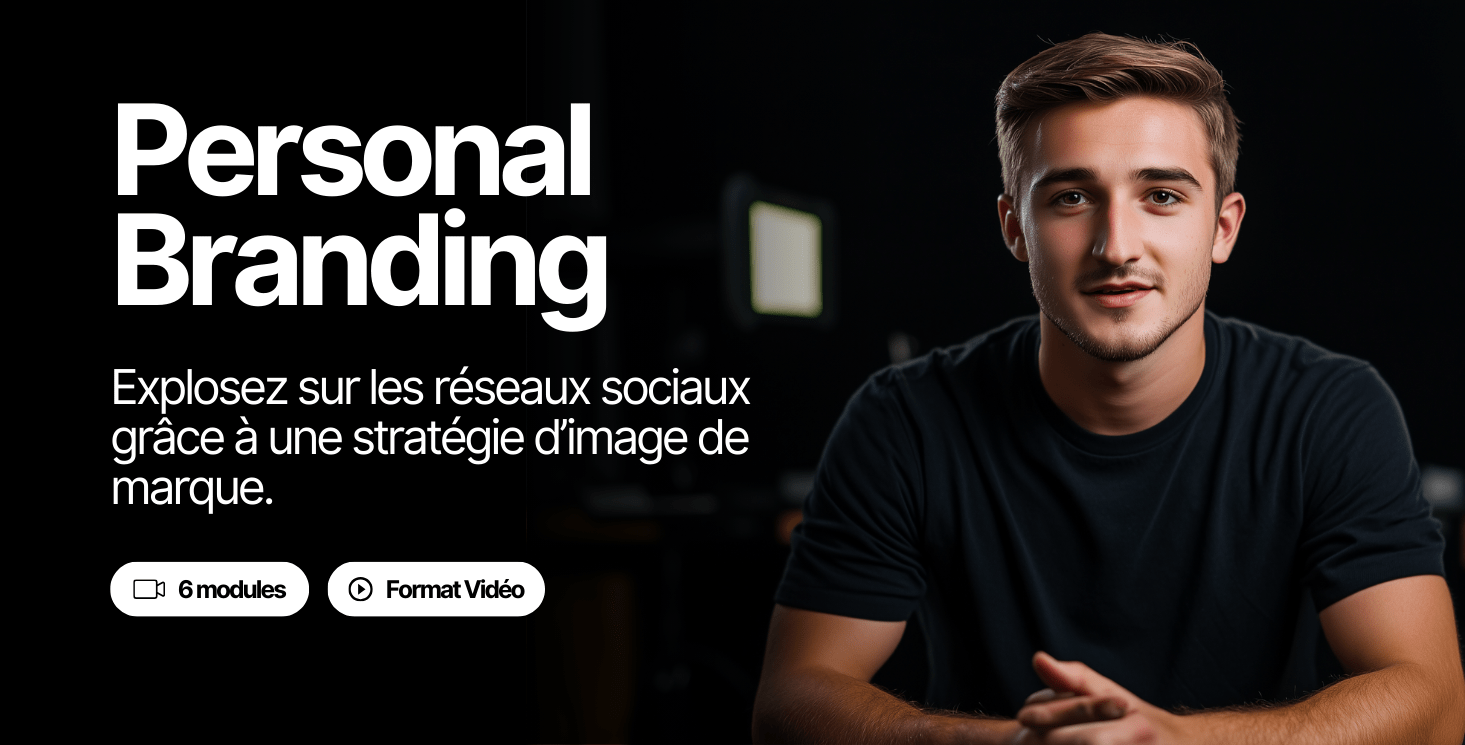 Personal
Branding
Explosez sur les réseaux sociaux
grâce à une stratégie d’image de
marque.
6 modules
Format Vidéo